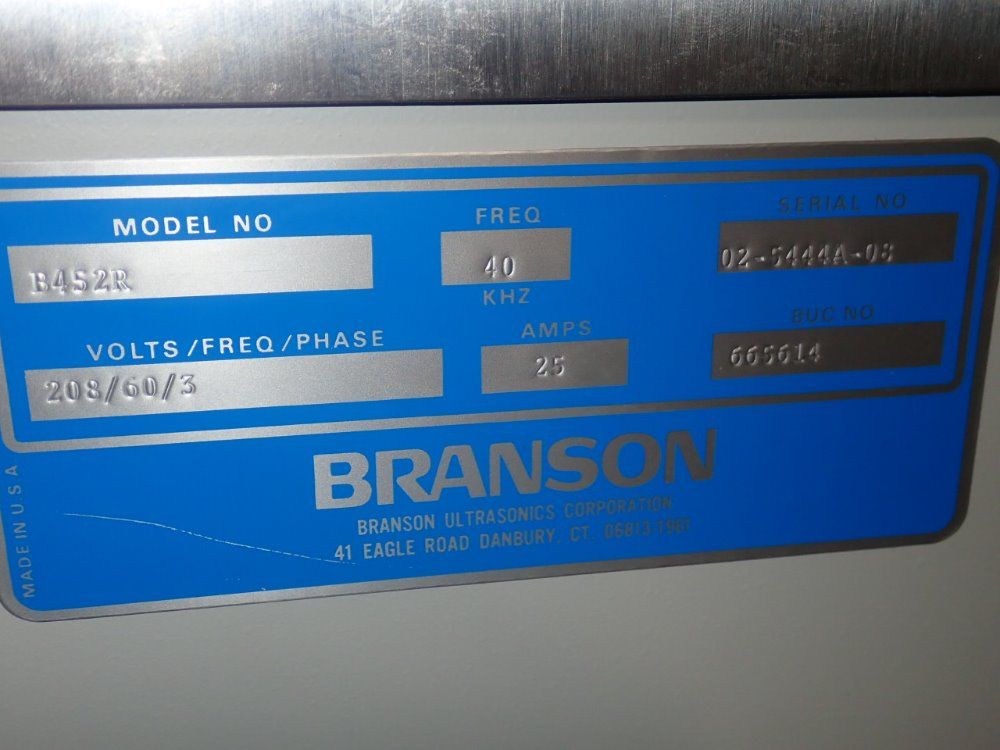 MODEL NO
B452R
FREQ
40
KHZ
SERIAL NO
02-5444A-08
VOLTS/FREQ/PHASE
208/60/3
AMPS
25
BUC NO
665614
BRANSON
BRANSON ULTRASONICS CORPORATION
41 EAGLE ROAD DANBURY, CT. 06813-1961
MADE IN U.S.A